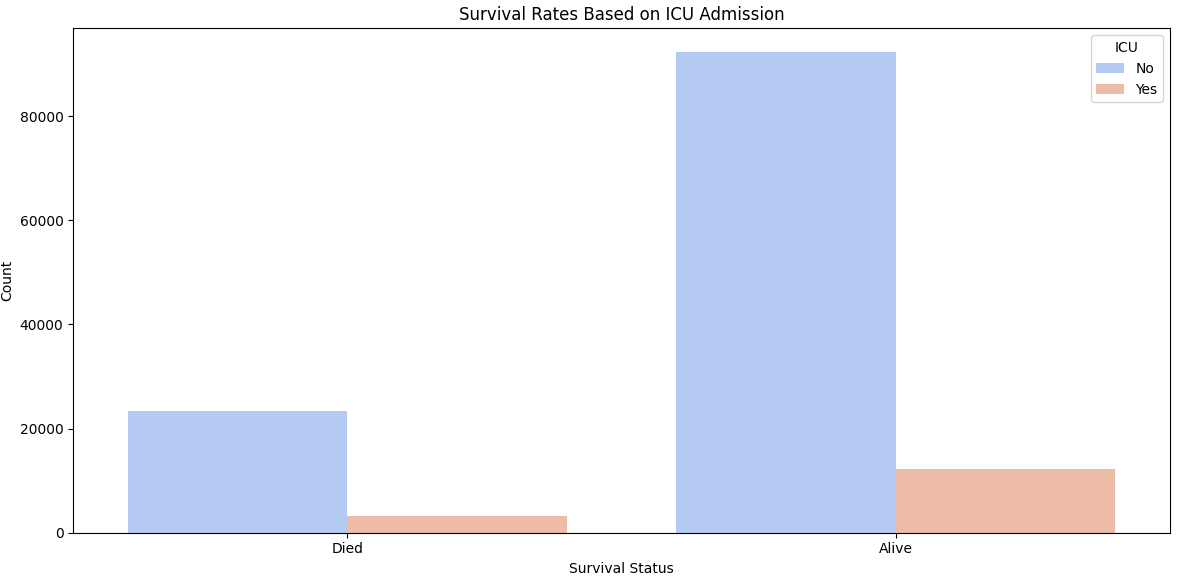 Survival Rates Based on ICU Admission
ICU
No
Yes
80000
60000
40000
20000
0
Count
Died
Alive
Survival Status